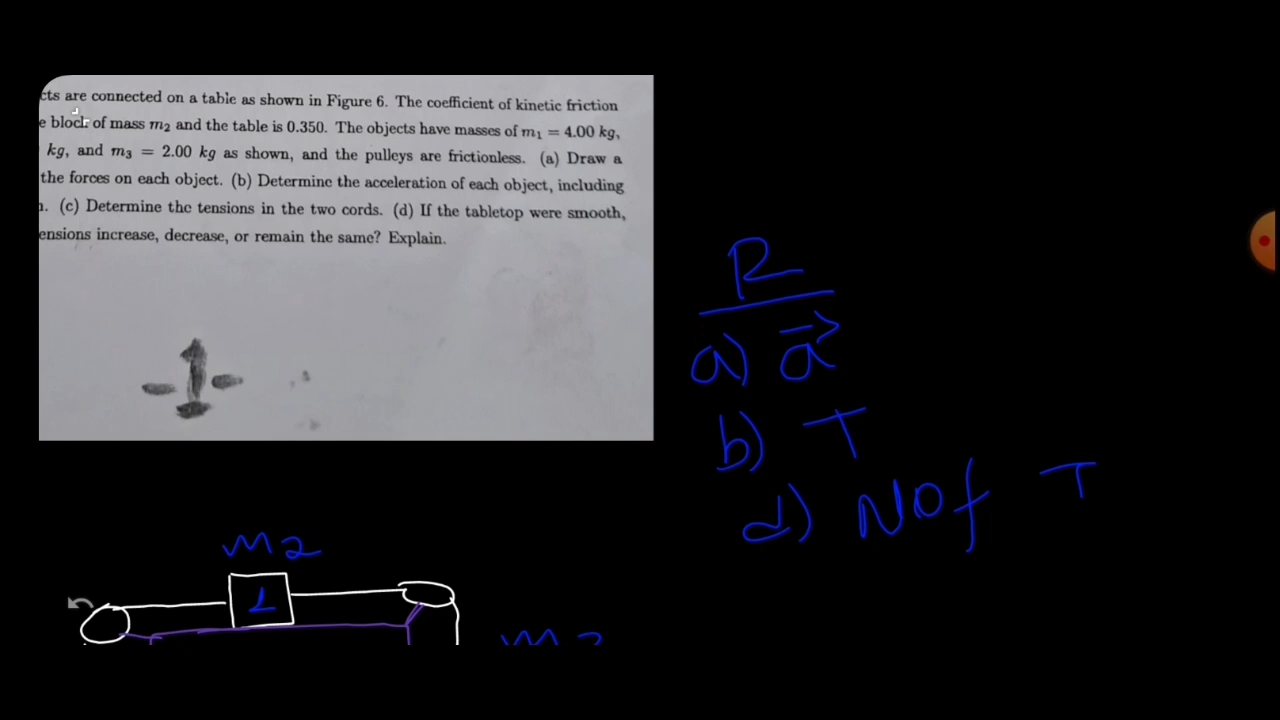 cts are connected on a table as shown in Figure 6. The coefficient of kinetic friction
e block of mass m₂ and the table is 0.350. The objects have masses of m₁ = 4.00 kg,
kg, and m₃ = 2.00 kg as shown, and the pulleys are frictionless. (a) Draw a
the forces on each object. (b) Determine the acceleration of each object, including
. (c) Determine the tensions in the two cords. (d) If the tabletop were smooth,
ensions increase, decrease, or remain the same? Explain.
-1-
R
a) a⃗
b) T
d) Nof T
m2